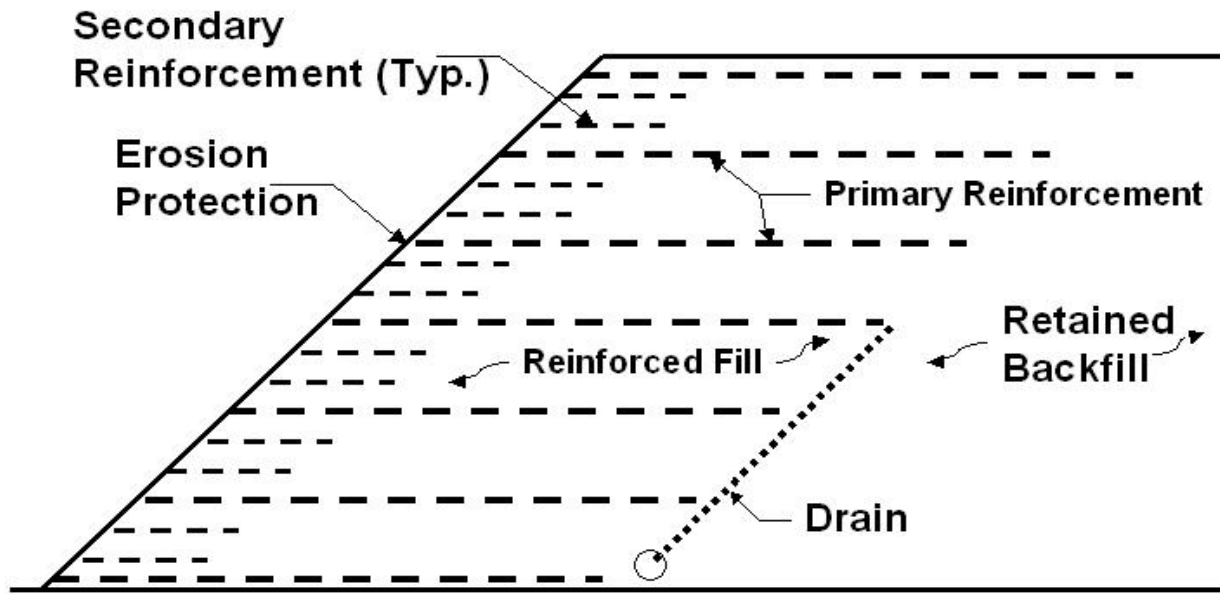 Secondary
Reinforcement (Typ.)
Erosion
Protection
Primary Reinforcement
Retained
Backfill
Reinforced Fill
Drain